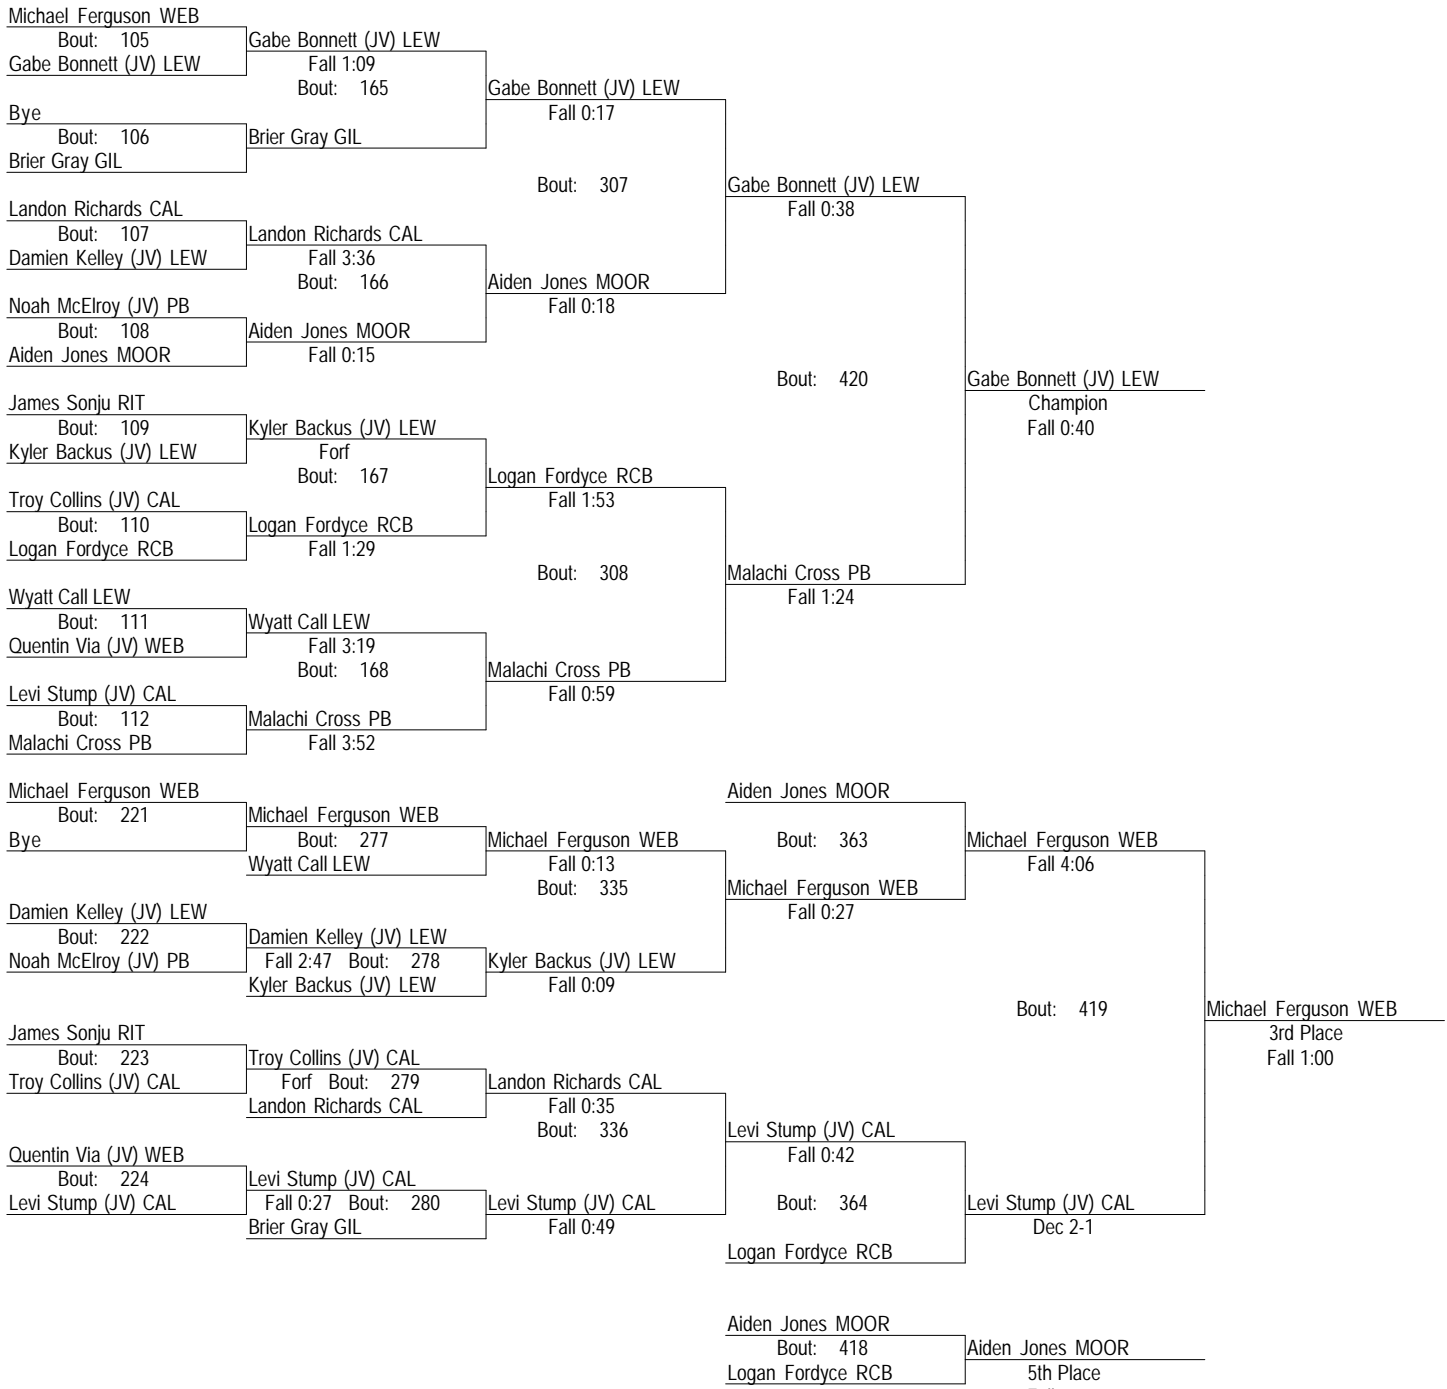 Michael Ferguson WEB
Bout: 105
Gabe Bonnett (JV) LEW
Gabe Bonnett (JV) LEW
Fall 1:09
Bout: 165
Bye
Bout: 106
Brier Gray GIL
Brier Gray GIL
Gabe Bonnett (JV) LEW
Fall 0:17
Bout: 307
Landon Richards CAL
Bout: 107
Damien Kelley (JV) LEW
Landon Richards CAL
Fall 3:36
Bout: 166
Noah McElroy (JV) PB
Bout: 108
Aiden Jones MOOR
Aiden Jones MOOR
Fall 0:15
Aiden Jones MOOR
Fall 0:18
Gabe Bonnett (JV) LEW
Fall 0:38
Bout: 420
Gabe Bonnett (JV) LEW
Champion
Fall 0:40
James Sonju RIT
Bout: 109
Kyler Backus (JV) LEW
Kyler Backus (JV) LEW
Forf
Bout: 167
Troy Collins (JV) CAL
Bout: 110
Logan Fordyce RCB
Logan Fordyce RCB
Fall 1:29
Logan Fordyce RCB
Fall 1:53
Bout: 308
Wyatt Call LEW
Bout: 111
Quentin Via (JV) WEB
Wyatt Call LEW
Fall 3:19
Bout: 168
Levi Stump (JV) CAL
Bout: 112
Malachi Cross PB
Malachi Cross PB
Fall 3:52
Malachi Cross PB
Fall 0:59
Malachi Cross PB
Fall 1:24
Michael Ferguson WEB
Bout: 221
Bye
Michael Ferguson WEB
Bout: 277
Wyatt Call LEW
Michael Ferguson WEB
Fall 0:13
Bout: 335
Damien Kelley (JV) LEW
Bout: 222
Noah McElroy (JV) PB
Damien Kelley (JV) LEW
Fall 2:47 Bout: 278
Kyler Backus (JV) LEW
Kyler Backus (JV) LEW
Fall 0:09
Aiden Jones MOOR
Bout: 363
Michael Ferguson WEB
Fall 0:27
Michael Ferguson WEB
Fall 4:06
Bout: 419
Michael Ferguson WEB
3rd Place
Fall 1:00
James Sonju RIT
Bout: 223
Troy Collins (JV) CAL
Troy Collins (JV) CAL
Forf Bout: 279
Landon Richards CAL
Landon Richards CAL
Fall 0:35
Bout: 336
Quentin Via (JV) WEB
Bout: 224
Levi Stump (JV) CAL
Levi Stump (JV) CAL
Fall 0:27 Bout: 280
Brier Gray GIL
Levi Stump (JV) CAL
Fall 0:49
Levi Stump (JV) CAL
Fall 0:42
Bout: 364
Logan Fordyce RCB
Levi Stump (JV) CAL
Dec 2-1
Aiden Jones MOOR
Bout: 418
Logan Fordyce RCB
Aiden Jones MOOR
5th Place